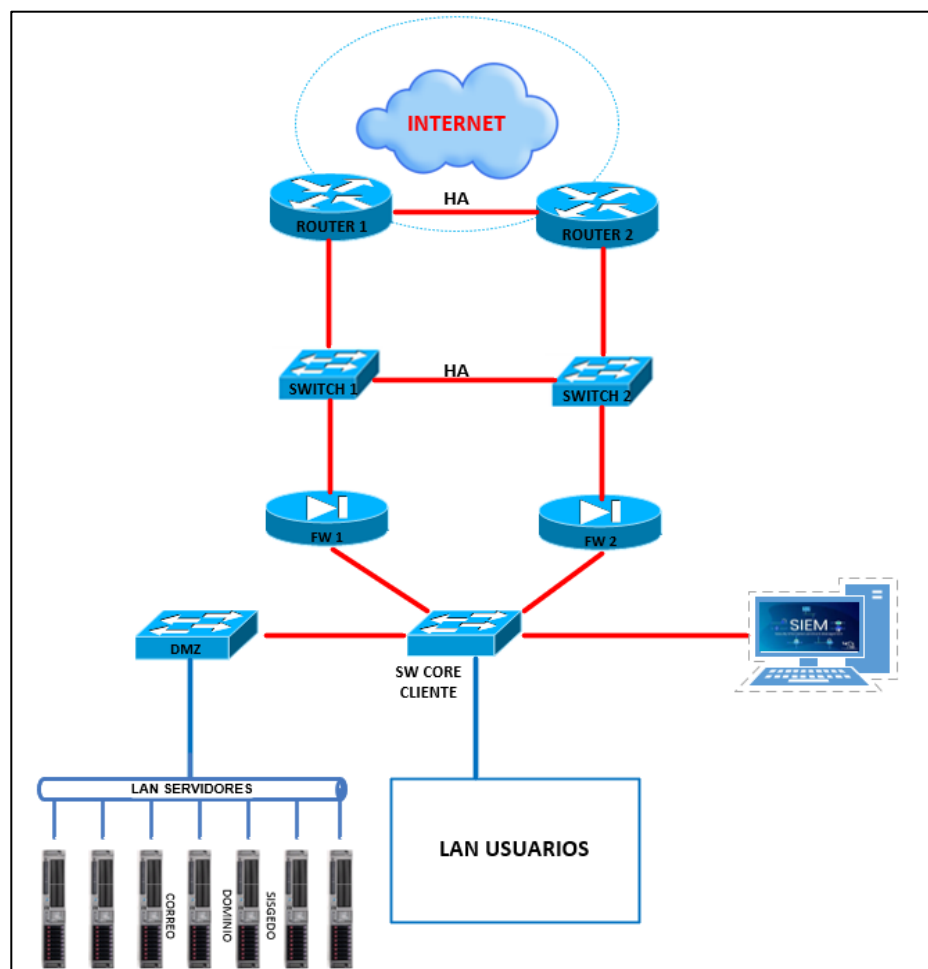 INTERNET
HA
ROUTER 1
ROUTER 2
HA
SWITCH 1
SWITCH 2
FW 1
FW 2
SIEM
DMZ
SW CORE
CLIENTE
LAN SERVIDORES
LAN USUARIOS
CORREO
DOMINIO
SISGEDO